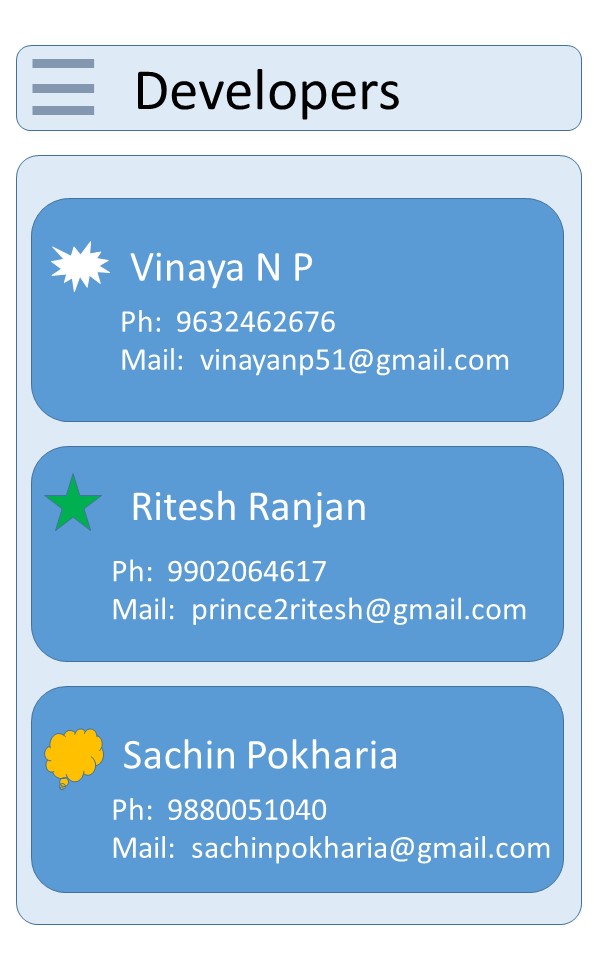 Developers
Vinaya N P
Ph: 9632462676
Mail: vinayanp51@gmail.com
Ritesh Ranjan
Ph: 9902064617
Mail: prince2ritesh@gmail.com
Sachin Pokharia
Ph: 9880051040
Mail: sachinpokharia@gmail.com